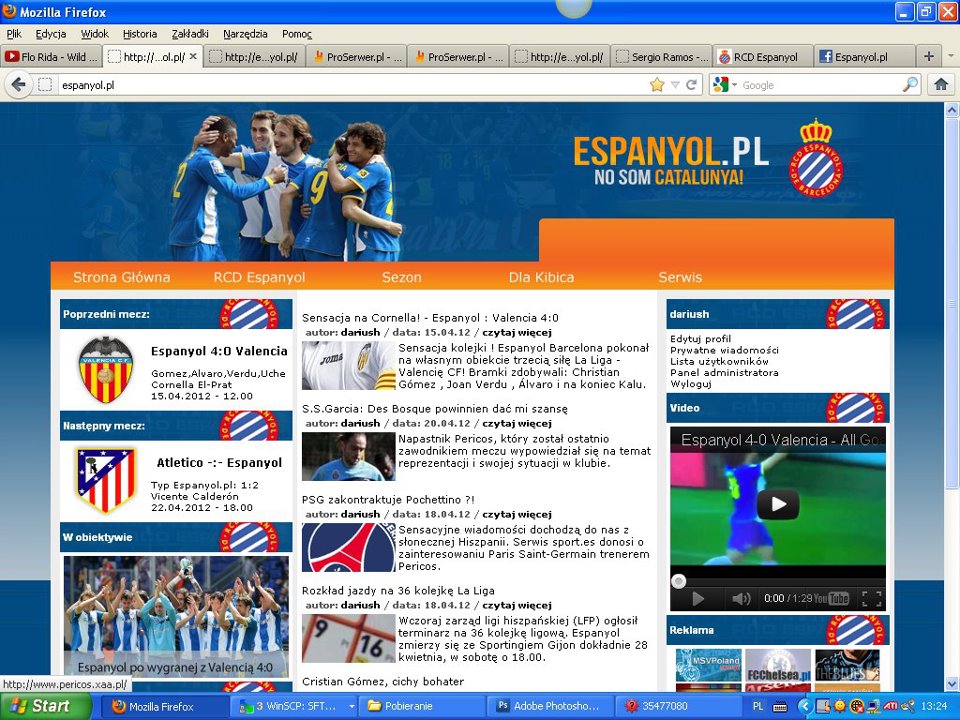 Mozilla Firefox
Plik Edycja Widok Historia Zakładki Narzędzia Pomoc
Flo Rida - Wild ...
http://...ol.pl/
http://e...yol.pl/
ProSerwer.pl - ...
ProSerwer.pl - ...
http://e...yol.pl/
Sergio Ramos -...
RCD Espanyol
Espanyol.pl
espanyol.pl
Google
ESPANYOL.PL
NO SOM CATALUNYA!
RCD ESPANYOL DE BARCELONA
Strona Główna RCD Espanyol Sezon Dla Kibica Serwis
Poprzedni mecz:
VALENCIA C.F
Espanyol 4:0 Valencia
Gomez,Alvaro,Verdu,Uche
Cornella El-Prat
15.04.2012 - 12.00
Następny mecz:
Atletico -:- Espanyol
Typ Espanyol.pl: 1:2
Vicente Calderón
22.04.2012 - 18.00
W obiektywie
Espanyol po wygranej z Valencią 4:0
Sensacja na Cornella! - Espanyol : Valencia 4:0
autor: dariush / data: 15.04.12 / czytaj więcej
Joma
Sensacja kolejki ! Espanyol Barcelona pokonał
na własnym obiekcie trzecią siłę La Liga -
Valencię CF! Bramki zdobywali: Christian
Gómez , Joan Verdu , Álvaro i na koniec Kalu.
S.S.Garcia: Des Bosque powinnien dać mi szansę
autor: dariush / data: 20.04.12 / czytaj więcej
Napastnik Pericos, który został ostatnio
zawodnikiem meczu wypowiedział się na temat
reprezentacji i swojej sytuacji w klubie.
PSG zakontraktuje Pochettino ?!
autor: dariush / data: 18.04.12 / czytaj więcej
Sensacyjne wiadomości dochodzą do nas z
słonecznej Hiszpanii. Serwis sport.es donosi o
zainteresowaniu Paris Saint-Germain trenerem
Pericos.
Rozkład jazdy na 36 kolejkę La Liga
autor: dariush / data: 18.04.12 / czytaj więcej
9 16
Wczoraj zarząd ligi hiszpańskiej (LFP) ogłosił
terminarz na 36 kolejkę ligową. Espanyol
zmierzy się ze Sportingiem Gijon dokładnie 28
kwietnia, w sobotę o 18.00.
Cristian Gómez, cichy bohater
dariush
Edytuj profil
Prywatne wiadomości
Lista użytkowników
Panel administratora
Wyloguj
Video
Espanyol 4-0 Valencia - All Goa
0:00 / 1:29 YouTube
Reklama
MSVPoland
FCChelsea.pl
Arsenal
THEBLUES
http://www.pericos.xaa.pl/
Start
Mozilla Firefox
3 WinSCP: SFT...
Pobieranie
Adobe Photosho...
35477080
PL
ATI
13:24